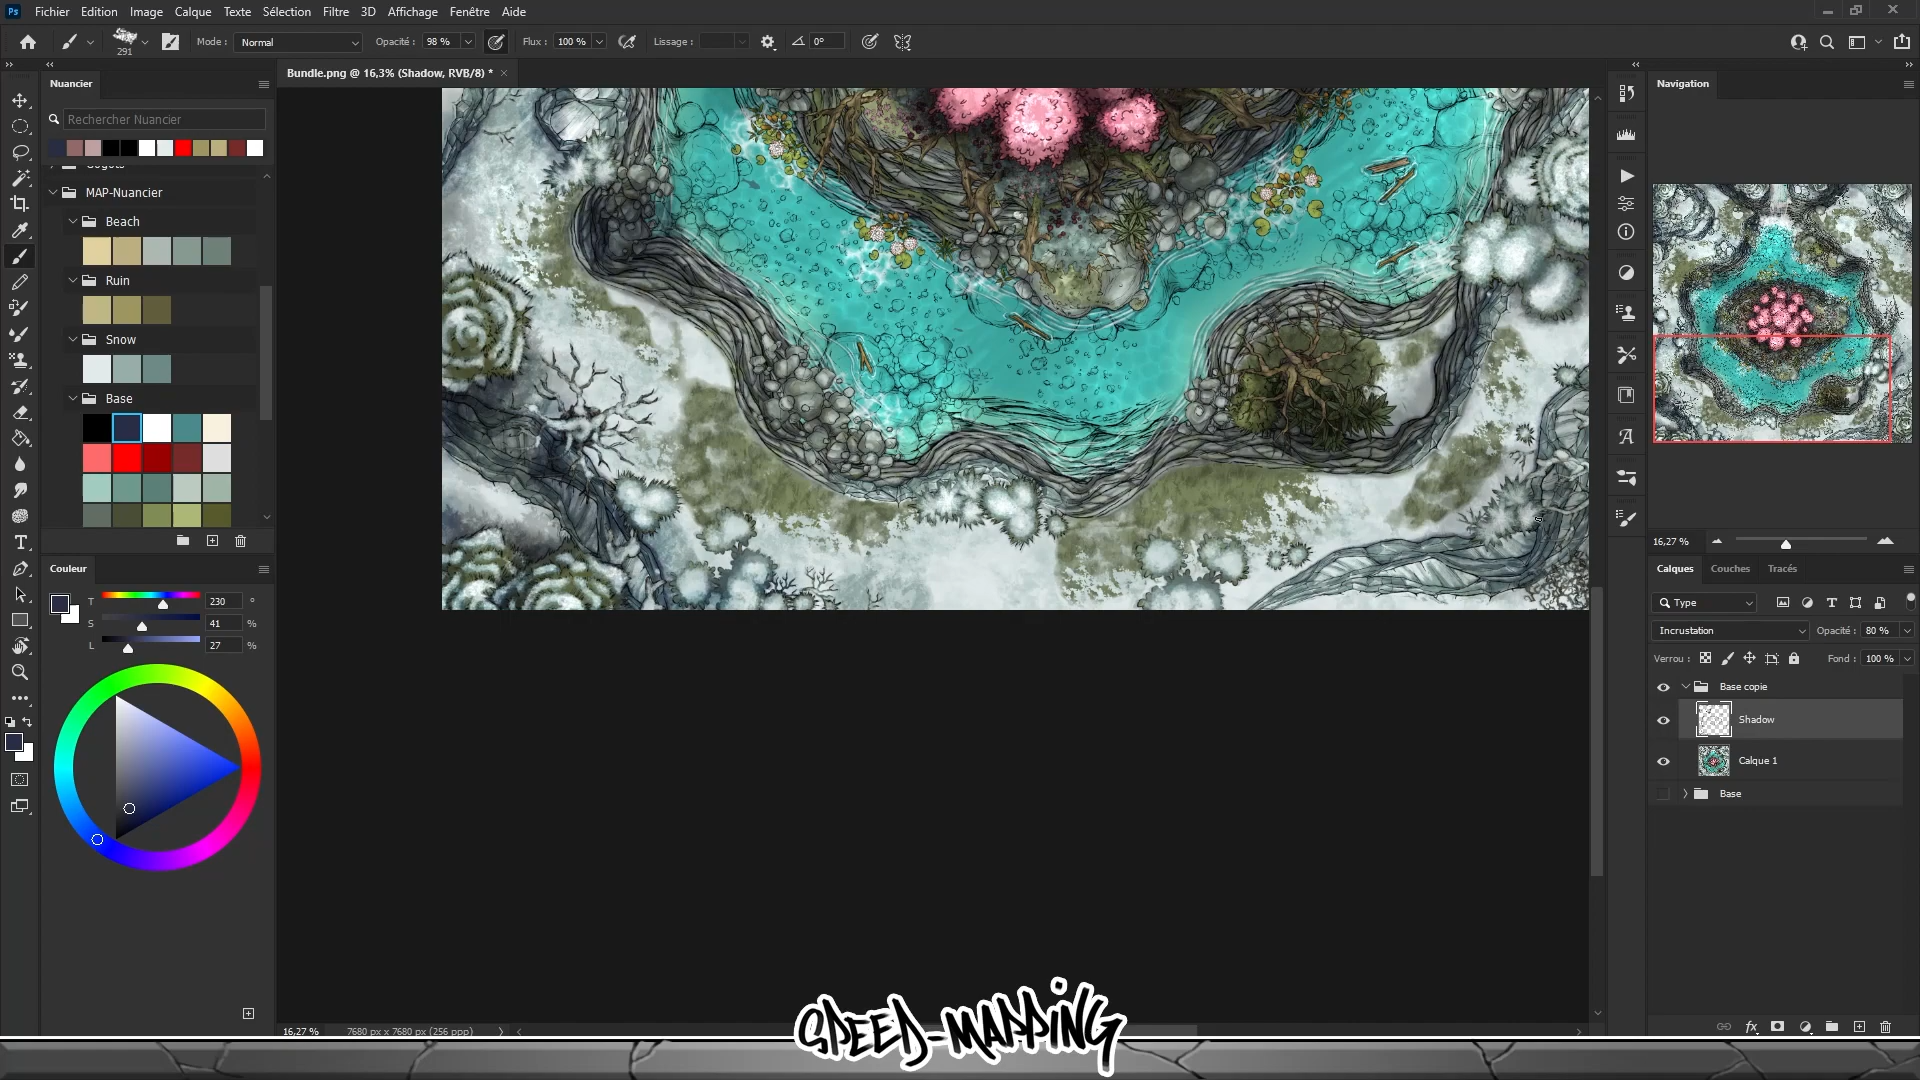 Ps Fichier Edition Image Calque Texte Sélection Filtre 3D Affichage Fenêtre Aide
291 Mode : Normal Opacité : 98 % Flux : 100 % Lissage : 0°
Nuancier
Bundle.png @ 16,3% (Shadow, RVB/8) *
Navigation
Rechercher Nuancier
MAP-Nuancier
Beach
Ruin
Snow
Base
16,27 %
Couleur
Calques Couches Tracés
T 230 °
S 41 %
L 27 %
Type
Incrustation Opacité : 80 %
Verrou : Fond : 100 %
Base copie
Shadow
Calque 1
Base
16,27 % 7680 px x 7680 px (256 ppp)
SPEED-MAPPING